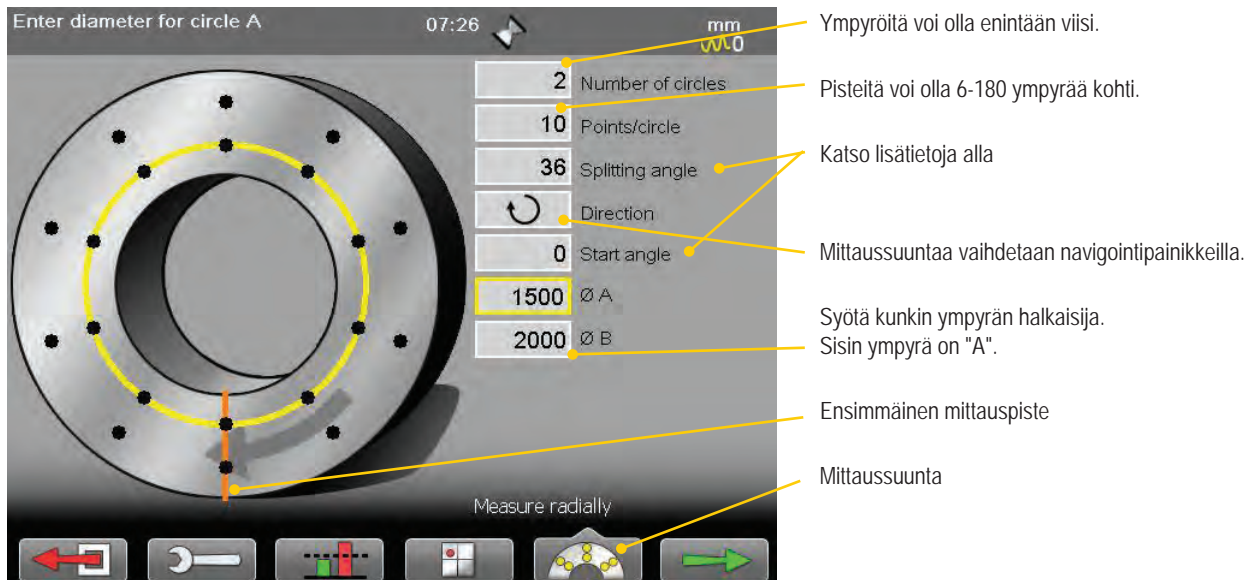 Enter diameter for circle A
07:26
mm
0
2 Number of circles
10 Points/circle
36 Splitting angle
Direction
0 Start angle
1500 Ø A
2000 Ø B
Measure radially
Ympyröitä voi olla enintään viisi.
Pisteitä voi olla 6-180 ympyrää kohti.
Katso lisätietoja alla
Mittaussuuntaa vaihdetaan navigointipainikkeilla.
Syötä kunkin ympyrän halkaisija.
Sisin ympyrä on "A".
Ensimmäinen mittauspiste
Mittaussuunta